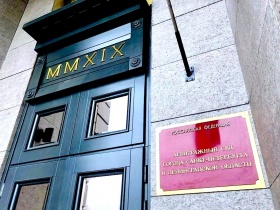 MMXIX
РОССИЙСКАЯ ФЕДЕРАЦИЯ
АРБИТРАЖНЫЙ СУД
ГОРОДА САНКТ-ПЕТЕРБУРГА
И ЛЕНИНГРАДСКОЙ ОБЛАСТИ